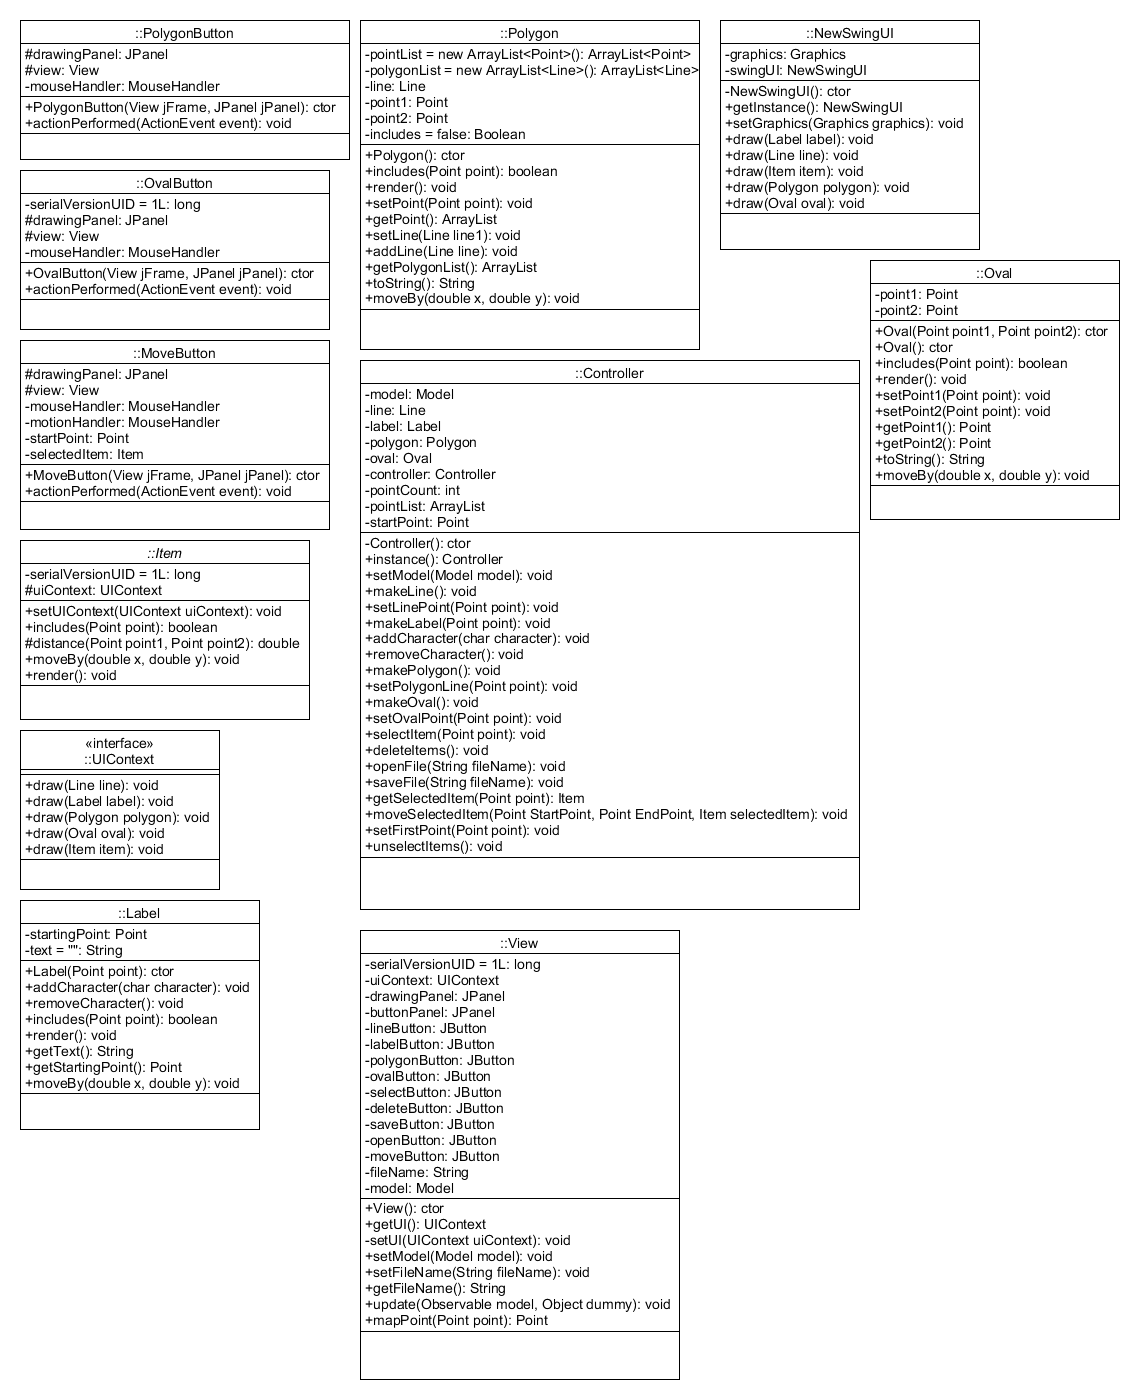 ::PolygonButton
#drawingPanel: JPanel
#view: View
-mouseHandler: MouseHandler
+PolygonButton(View jFrame, JPanel jPanel): ctor
+actionPerformed(ActionEvent event): void
::OvalButton
-serialVersionUID = 1L: long
#drawingPanel: JPanel
#view: View
-mouseHandler: MouseHandler
+OvalButton(View jFrame, JPanel jPanel): ctor
+actionPerformed(ActionEvent event): void
::MoveButton
#drawingPanel: JPanel
#view: View
-mouseHandler: MouseHandler
-motionHandler: MouseHandler
-startPoint: Point
-selectedItem: Item
+MoveButton(View jFrame, JPanel jPanel): ctor
+actionPerformed(ActionEvent event): void
::Item
-serialVersionUID = 1L: long
#uiContext: UIContext
+setUIContext(UIContext uiContext): void
+includes(Point point): boolean
#distance(Point point1, Point point2): double
+moveBy(double x, double y): void
+render(): void
«interface»
::UIContext
+draw(Line line): void
+draw(Label label): void
+draw(Polygon polygon): void
+draw(Oval oval): void
+draw(Item item): void
::Label
-startingPoint: Point
-text = "": String
+Label(Point point): ctor
+addCharacter(char character): void
+removeCharacter(): void
+includes(Point point): boolean
+render(): void
+getText(): String
+getStartingPoint(): Point
+moveBy(double x, double y): void
::Polygon
-pointList = new ArrayList<Point>(): ArrayList<Point>
-polygonList = new ArrayList<Line>(): ArrayList<Line>
-line: Line
-point1: Point
-point2: Point
-includes = false: Boolean
+Polygon(): ctor
+includes(Point point): boolean
+render(): void
+setPoint(Point point): void
+getPoint(): ArrayList
+setLine(Line line1): void
+addLine(Line line): void
+getPolygonList(): ArrayList
+toString(): String
+moveBy(double x, double y): void
::Controller
-model: Model
-line: Line
-label: Label
-polygon: Polygon
-oval: Oval
-controller: Controller
-pointCount: int
-pointList: ArrayList
-startPoint: Point
-Controller(): ctor
+instance(): Controller
+setModel(Model model): void
+makeLine(): void
+setLinePoint(Point point): void
+makeLabel(Point point): void
+addCharacter(char character): void
+removeCharacter(): void
+makePolygon(): void
+setPolygonLine(Point point): void
+makeOval(): void
+setOvalPoint(Point point): void
+selectItem(Point point): void
+deleteItems(): void
+openFile(String fileName): void
+saveFile(String fileName): void
+getSelectedItem(Point point): Item
+moveSelectedItem(Point StartPoint, Point EndPoint, Item selectedItem): void
+setFirstPoint(Point point): void
+unselectItems(): void
::View
-serialVersionUID = 1L: long
-uiContext: UIContext
-drawingPanel: JPanel
-buttonPanel: JPanel
-lineButton: JButton
-labelButton: JButton
-polygonButton: JButton
-ovalButton: JButton
-selectButton: JButton
-deleteButton: JButton
-saveButton: JButton
-openButton: JButton
-moveButton: JButton
-fileName: String
-model: Model
+View(): ctor
+getUI(): UIContext
-setUI(UIContext uiContext): void
+setModel(Model model): void
+setFileName(String fileName): void
+getFileName(): String
+update(Observable model, Object dummy): void
+mapPoint(Point point): Point
::NewSwingUI
-graphics: Graphics
-swingUI: NewSwingUI
-NewSwingUI(): ctor
+getInstance(): NewSwingUI
+setGraphics(Graphics graphics): void
+draw(Label label): void
+draw(Line line): void
+draw(Item item): void
+draw(Polygon polygon): void
+draw(Oval oval): void
::Oval
-point1: Point
-point2: Point
+Oval(Point point1, Point point2): ctor
+Oval(): ctor
+includes(Point point): boolean
+render(): void
+setPoint1(Point point): void
+setPoint2(Point point): void
+getPoint1(): Point
+getPoint2(): Point
+toString(): String
+moveBy(double x, double y): void